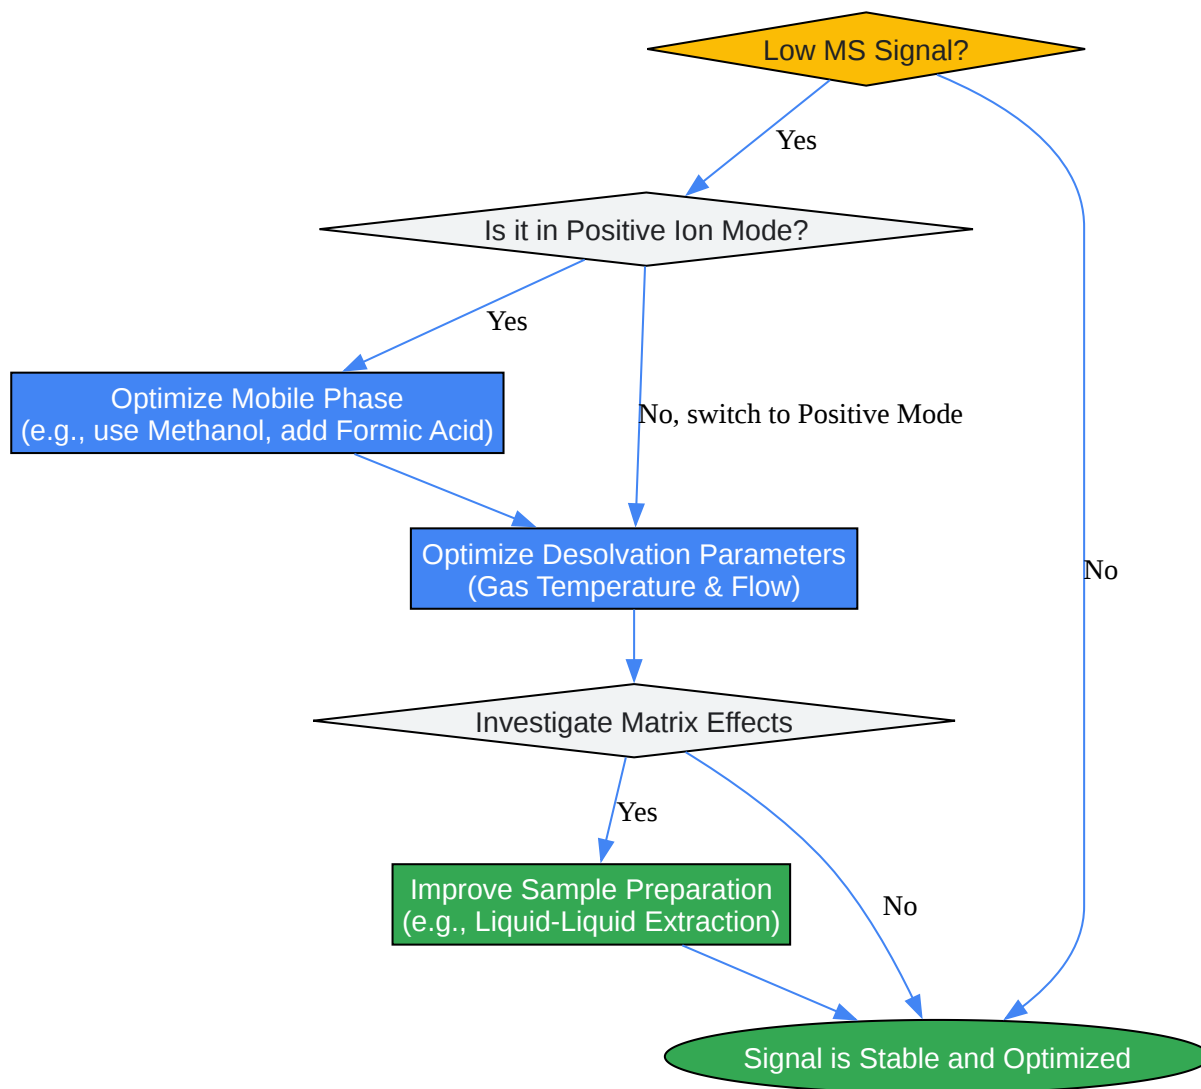 Low MS Signal?
Yes
Is it in Positive Ion Mode?
Yes
Optimize Mobile Phase
(e.g., use Methanol, add Formic Acid)
No, switch to Positive Mode
Optimize Desolvation Parameters
(Gas Temperature & Flow)
No
Investigate Matrix Effects
Yes
Improve Sample Preparation
(e.g., Liquid-Liquid Extraction)
No
Signal is Stable and Optimized